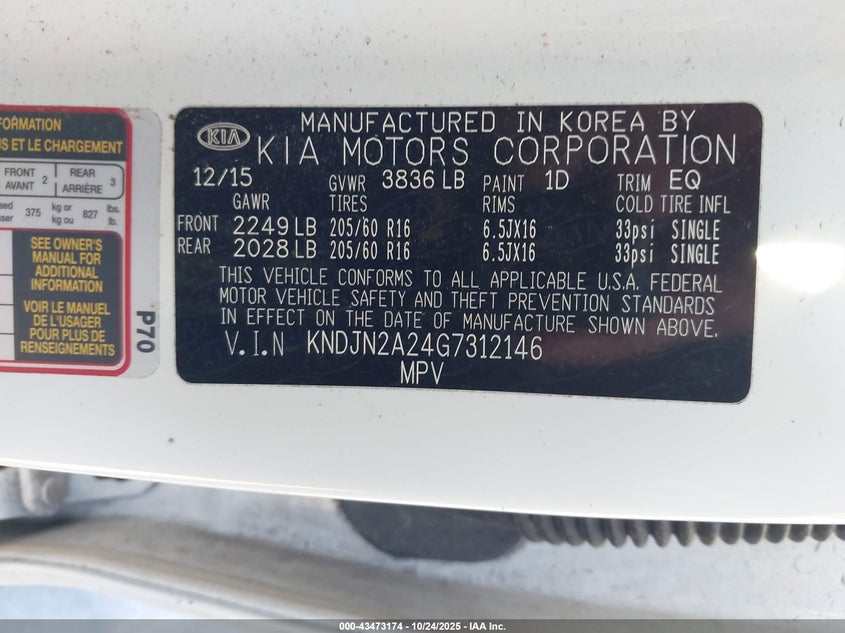 FORMATION
US ET LE CHARGEMENT
FRONT AVANT 2 REAR ARRIÈRE 3
375 kg or kg ou 827 lbs. lb.
SEE OWNER'S
MANUAL FOR
ADDITIONAL
INFORMATION
VOIR LE MANUEL
DE L'USAGER
POUR PLUS DE
RENSEIGNEMENTS
P70
KIA
MANUFACTURED IN KOREA BY
KIA MOTORS CORPORATION
12/15 GVWR 3836 LB PAINT 1D TRIM EQ
GAWR TIRES RIMS COLD TIRE INFL
FRONT 2249 LB 205/60 R16 6.5JX16 33psi SINGLE
REAR 2028 LB 205/60 R16 6.5JX16 33psi SINGLE
THIS VEHICLE CONFORMS TO ALL APPLICABLE U.S.A. FEDERAL
MOTOR VEHICLE SAFETY AND THEFT PREVENTION STANDARDS
IN EFFECT ON THE DATE OF MANUFACTURE SHOWN ABOVE.
V.I.N KNDJN2A24G7312146
MPV
000-43473174 • 10/24/2025 • IAA Inc.